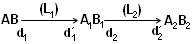 AB (L₁) A₁B₁ (L₂) A₂B₂
d₁ d₁′ d₂ d₂′